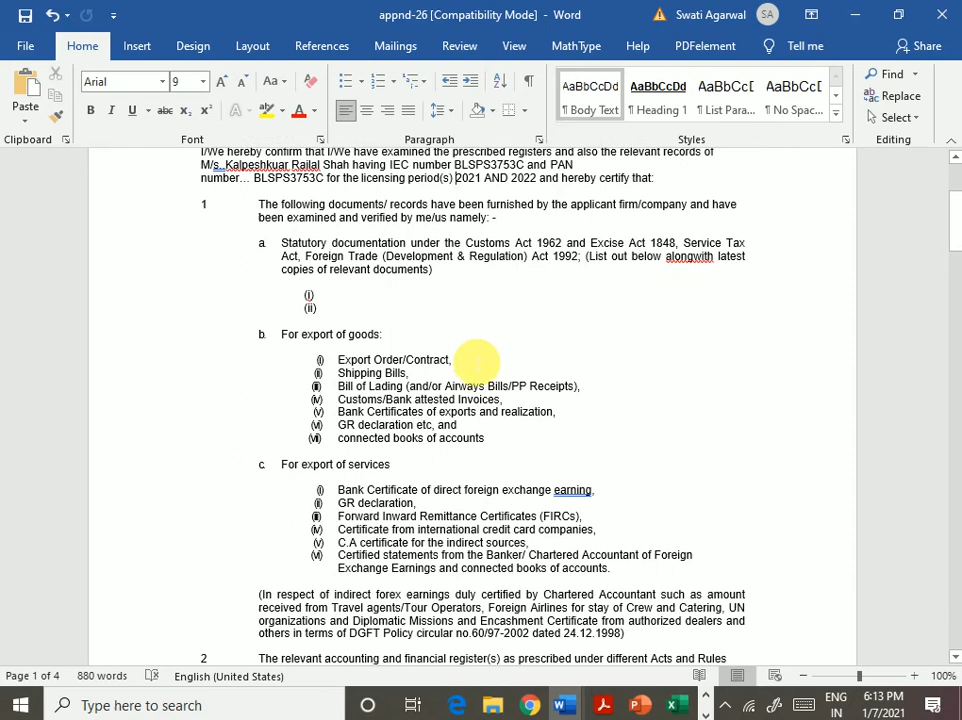 appnd-26 [Compatibility Mode] - Word
Swati Agarwal
SA
File Home Insert Design Layout References Mailings Review View MathType Help PDFelement Tell me Share
Paste
Arial 9 A A Aa
B I U abc x₂ x² A A
Clipboard Font Paragraph Styles Editing
AaBbCcDd AaBbCcDd AaBbCcD AaBbCc
¶ Body Text ¶ Heading 1 ¶ List Para... ¶ No Spac...
Find
Replace
Select
I/We hereby confirm that I/We have examined the prescribed registers and also the relevant records of
M/s..Kalpeshkuar Railal Shah having IEC number BLSPS3753C and PAN
number... BLSPS3753C for the licensing period(s) 2021 AND 2022 and hereby certify that:
1 The following documents/ records have been furnished by the applicant firm/company and have
been examined and verified by me/us namely: -
a. Statutory documentation under the Customs Act 1962 and Excise Act 1848, Service Tax
Act, Foreign Trade (Development & Regulation) Act 1992; (List out below alongwith latest
copies of relevant documents)
(i)
(ii)
b. For export of goods:
(i) Export Order/Contract,
(ii) Shipping Bills,
(iii) Bill of Lading (and/or Airways Bills/PP Receipts),
(iv) Customs/Bank attested Invoices,
(v) Bank Certificates of exports and realization,
(vi) GR declaration etc, and
(vii) connected books of accounts
c. For export of services
(i) Bank Certificate of direct foreign exchange earning,
(ii) GR declaration,
(iii) Forward Inward Remittance Certificates (FIRCs),
(iv) Certificate from international credit card companies,
(v) C.A certificate for the indirect sources,
(vi) Certified statements from the Banker/ Chartered Accountant of Foreign
Exchange Earnings and connected books of accounts.
(In respect of indirect forex earnings duly certified by Chartered Accountant such as amount
received from Travel agents/Tour Operators, Foreign Airlines for stay of Crew and Catering, UN
organizations and Diplomatic Missions and Encashment Certificate from authorized dealers and
others in terms of DGFT Policy circular no.60/97-2002 dated 24.12.1998)
2 The relevant accounting and financial register(s) as prescribed under different Acts and Rules
Page 1 of 4 880 words English (United States) 100%
Type here to search
ENG
IN
6:13 PM
1/7/2021